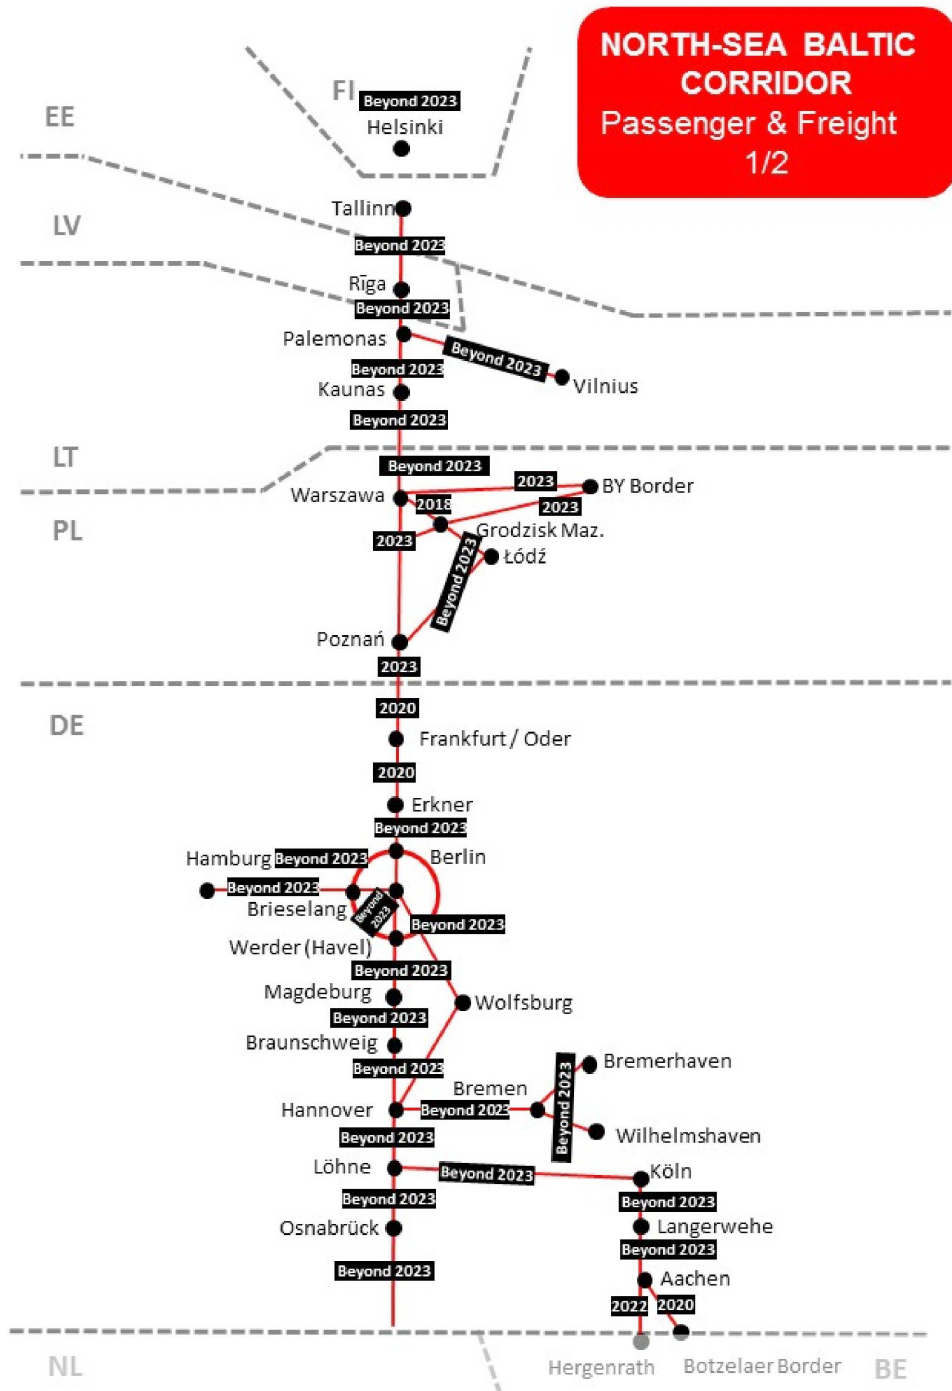 NORTH-SEA BALTIC
CORRIDOR
Passenger & Freight
1/2
FI
Beyond 2023
Helsinki
EE
Tallinn
LV
Beyond 2023
Rīga
Beyond 2023
Palemonas
Beyond 2023
Vilnius
Beyond 2023
Kaunas
Beyond 2023
LT
Beyond 2023
Warszawa
2023
BY Border
2018
2023
PL
Grodzisk Maz.
2023
Łódź
Beyond 2023
Poznań
2023
DE
2020
Frankfurt / Oder
2020
Erkner
Beyond 2023
Berlin
Hamburg
Beyond 2023
Beyond 2023
Brieselang
Beyond 2023
Beyond 2023
Werder (Havel)
Beyond 2023
Magdeburg
Wolfsburg
Beyond 2023
Braunschweig
Beyond 2023
Bremerhaven
Bremen
Beyond 2023
Hannover
Beyond 2023
Wilhelmshaven
Beyond 2023
Löhne
Beyond 2023
Köln
Beyond 2023
Beyond 2023
Osnabrück
Langerwehe
Beyond 2023
Beyond 2023
Aachen
2022
2020
NL
Hergenrath
Botzelaer Border
BE